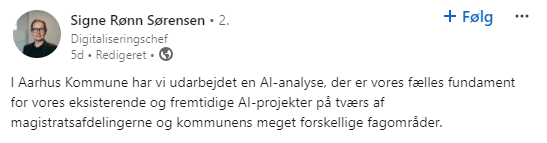 Signe Rønn Sørensen • 2.
+ Følg
Digitaliseringschef
5d • Redigeret •
I Aarhus Kommune har vi udarbejdet en AI-analyse, der er vores fælles fundament
for vores eksisterende og fremtidige AI-projekter på tværs af
magistratsafdelingerne og kommunens meget forskellige fagområder.